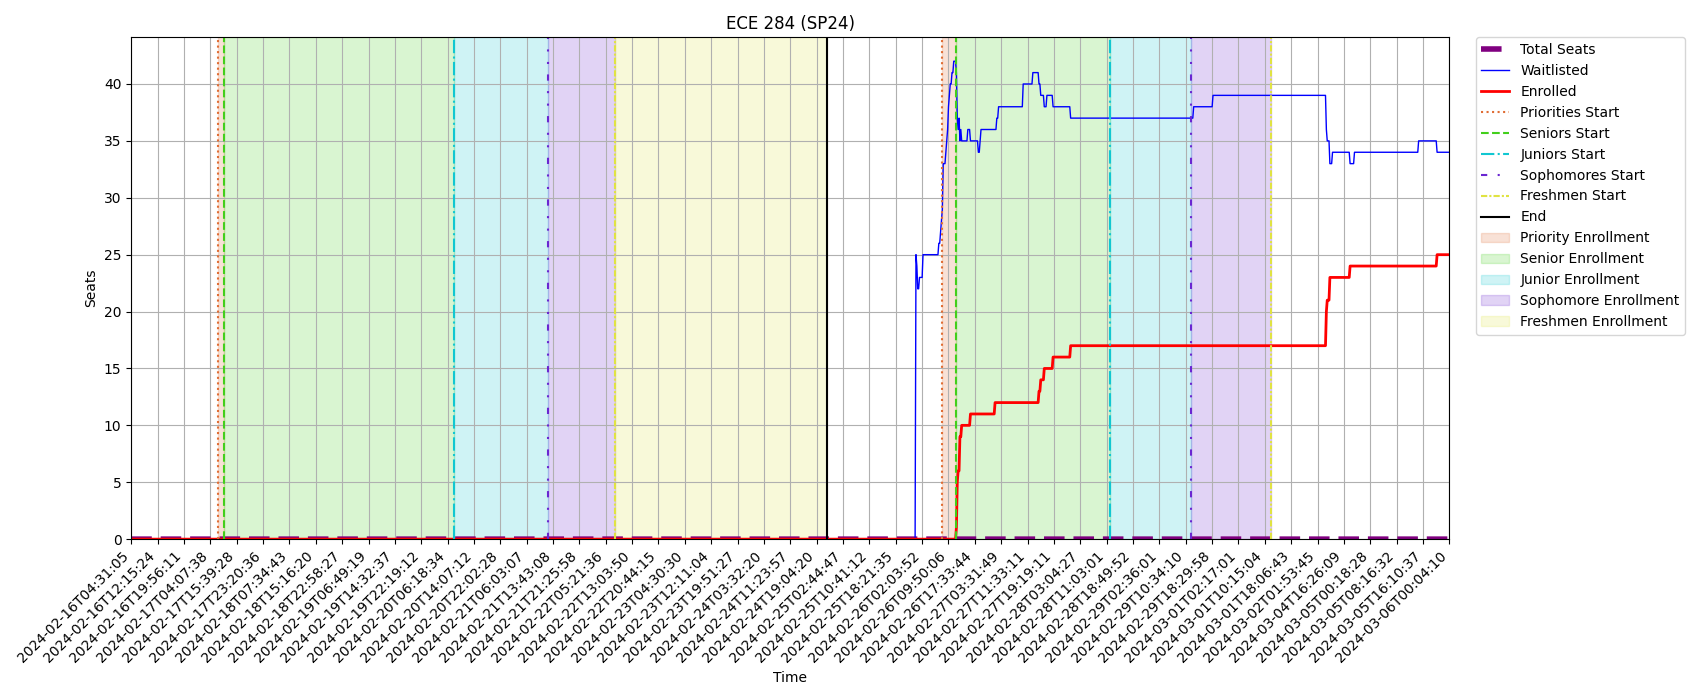 ECE 284 (SP24)
Seats
40
35
30
25
20
15
10
5
0
2024-02-16T04:31:05
2024-02-16T12:15:24
2024-02-16T19:56:11
2024-02-17T04:07:38
2024-02-17T15:39:28
2024-02-17T23:20:36
2024-02-18T07:34:43
2024-02-18T15:16:20
2024-02-18T22:58:27
2024-02-19T06:49:19
2024-02-19T14:32:37
2024-02-19T22:19:12
2024-02-20T06:18:34
2024-02-20T14:07:12
2024-02-20T22:02:28
2024-02-21T06:03:07
2024-02-21T13:43:08
2024-02-21T21:25:58
2024-02-22T05:21:36
2024-02-22T13:03:50
2024-02-22T20:44:15
2024-02-23T04:30:30
2024-02-23T12:11:04
2024-02-23T19:51:27
2024-02-24T03:32:20
2024-02-24T11:23:57
2024-02-24T19:04:20
2024-02-25T02:44:47
2024-02-25T10:41:12
2024-02-25T18:21:35
2024-02-26T02:03:52
2024-02-26T09:50:06
2024-02-26T17:33:44
2024-02-27T03:31:49
2024-02-27T11:33:11
2024-02-27T19:19:11
2024-02-28T03:04:27
2024-02-28T11:03:01
2024-02-28T18:49:52
2024-02-29T02:36:01
2024-02-29T10:34:10
2024-02-29T18:29:58
2024-03-01T02:17:01
2024-03-01T10:15:04
2024-03-01T18:06:43
2024-03-02T01:53:45
2024-03-04T16:26:09
2024-03-05T00:18:28
2024-03-05T08:16:32
2024-03-05T16:10:37
2024-03-06T00:04:10
Time
Total Seats
Waitlisted
Enrolled
Priorities Start
Seniors Start
Juniors Start
Sophomores Start
Freshmen Start
End
Priority Enrollment
Senior Enrollment
Junior Enrollment
Sophomore Enrollment
Freshmen Enrollment